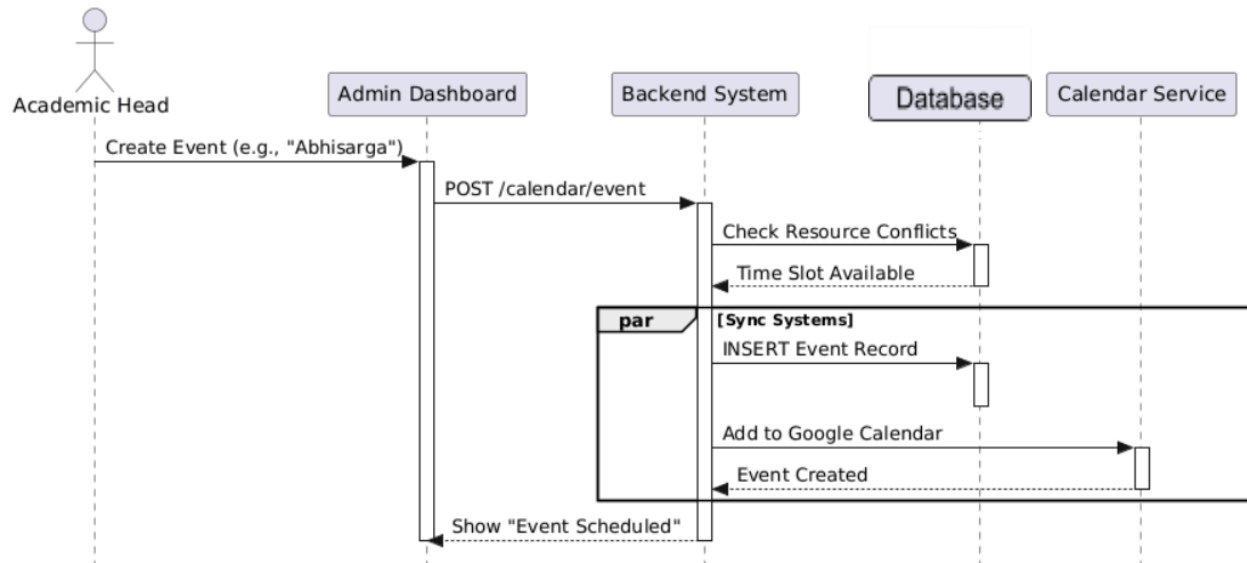 Academic Head
Admin Dashboard
Backend System
Database
Calendar Service
Create Event (e.g., "Abhisarga")
POST /calendar/event
Check Resource Conflicts
Time Slot Available
par
[Sync Systems]
INSERT Event Record
Add to Google Calendar
Event Created
Show "Event Scheduled"